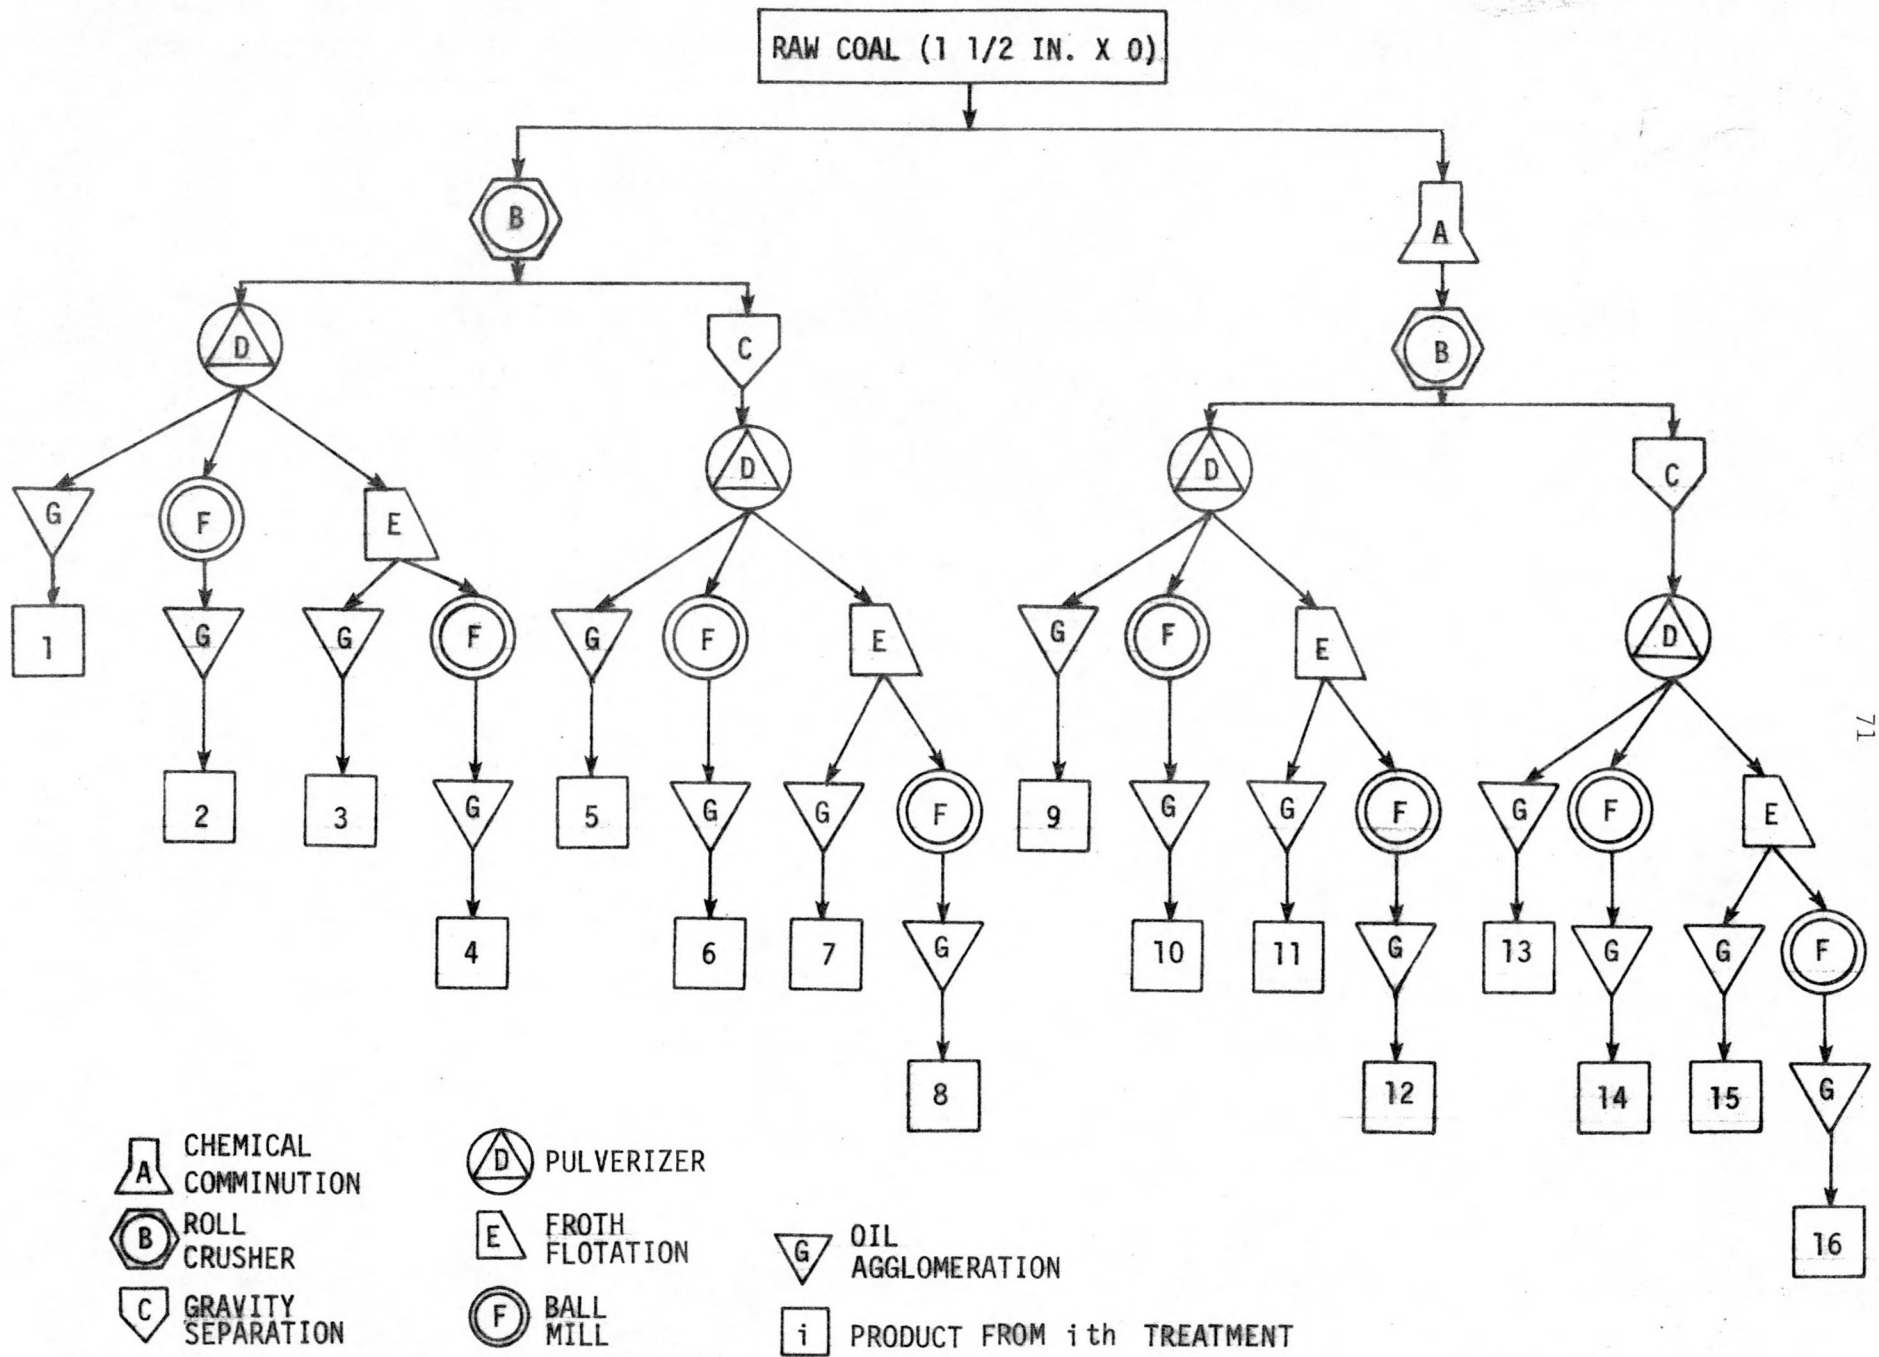 RAW COAL (1 1/2 IN. X 0)
B
A
D
C
B
G
F
E
D
D
C
1
G
G
F
G
F
E
G
F
E
D
2
3
G
5
G
G
F
9
G
G
F
G
F
E
4
6
7
G
10
11
G
13
G
G
F
8
12
14
15
G
16
71
A CHEMICAL
COMMINUTION
B ROLL
CRUSHER
C GRAVITY
SEPARATION
D PULVERIZER
E FROTH
FLOTATION
F BALL
MILL
G OIL
AGGLOMERATION
i PRODUCT FROM ith TREATMENT